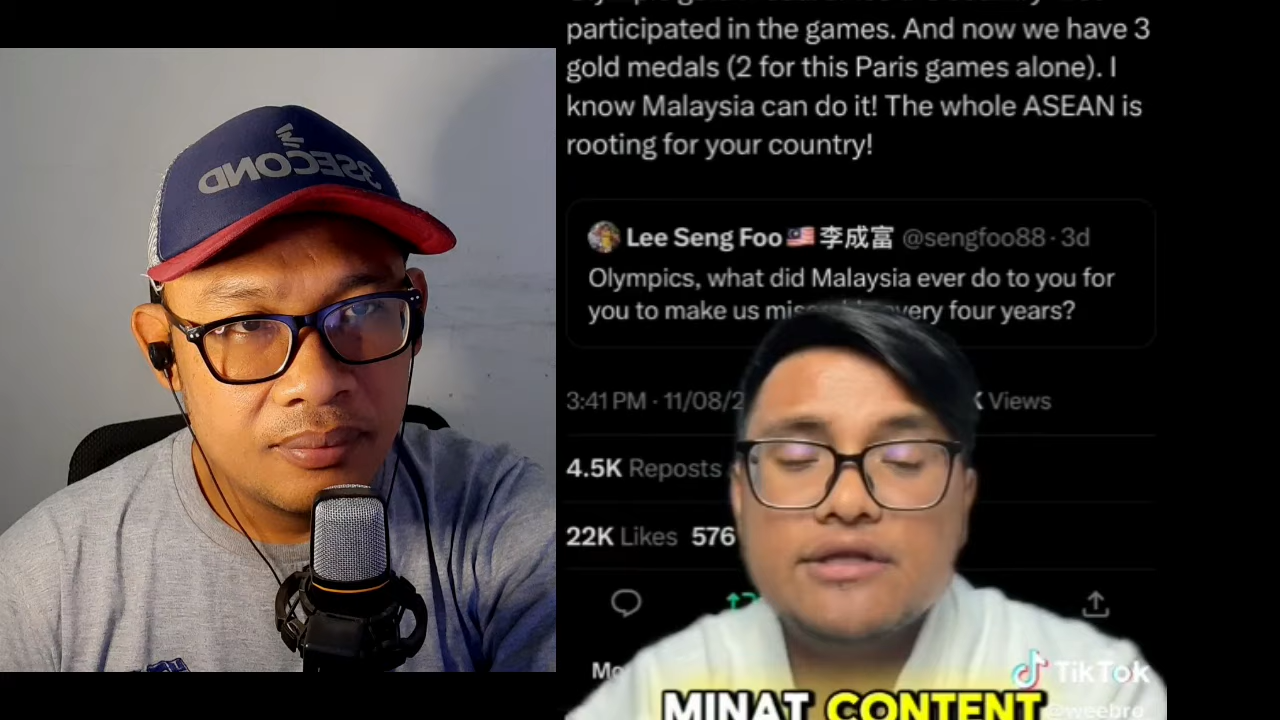 participated in the games. And now we have 3
gold medals (2 for this Paris games alone). I
know Malaysia can do it! The whole ASEAN is
rooting for your country!
3SECOND
Lee Seng Foo 李成富 @sengfoo88 · 3d
Olympics, what did Malaysia ever do to you for
you to make us very four years?
3:41 PM · 11/08/2 K Views
4.5K Reposts
22K Likes 576
TikTok
MINAT CONTENT
@weebro